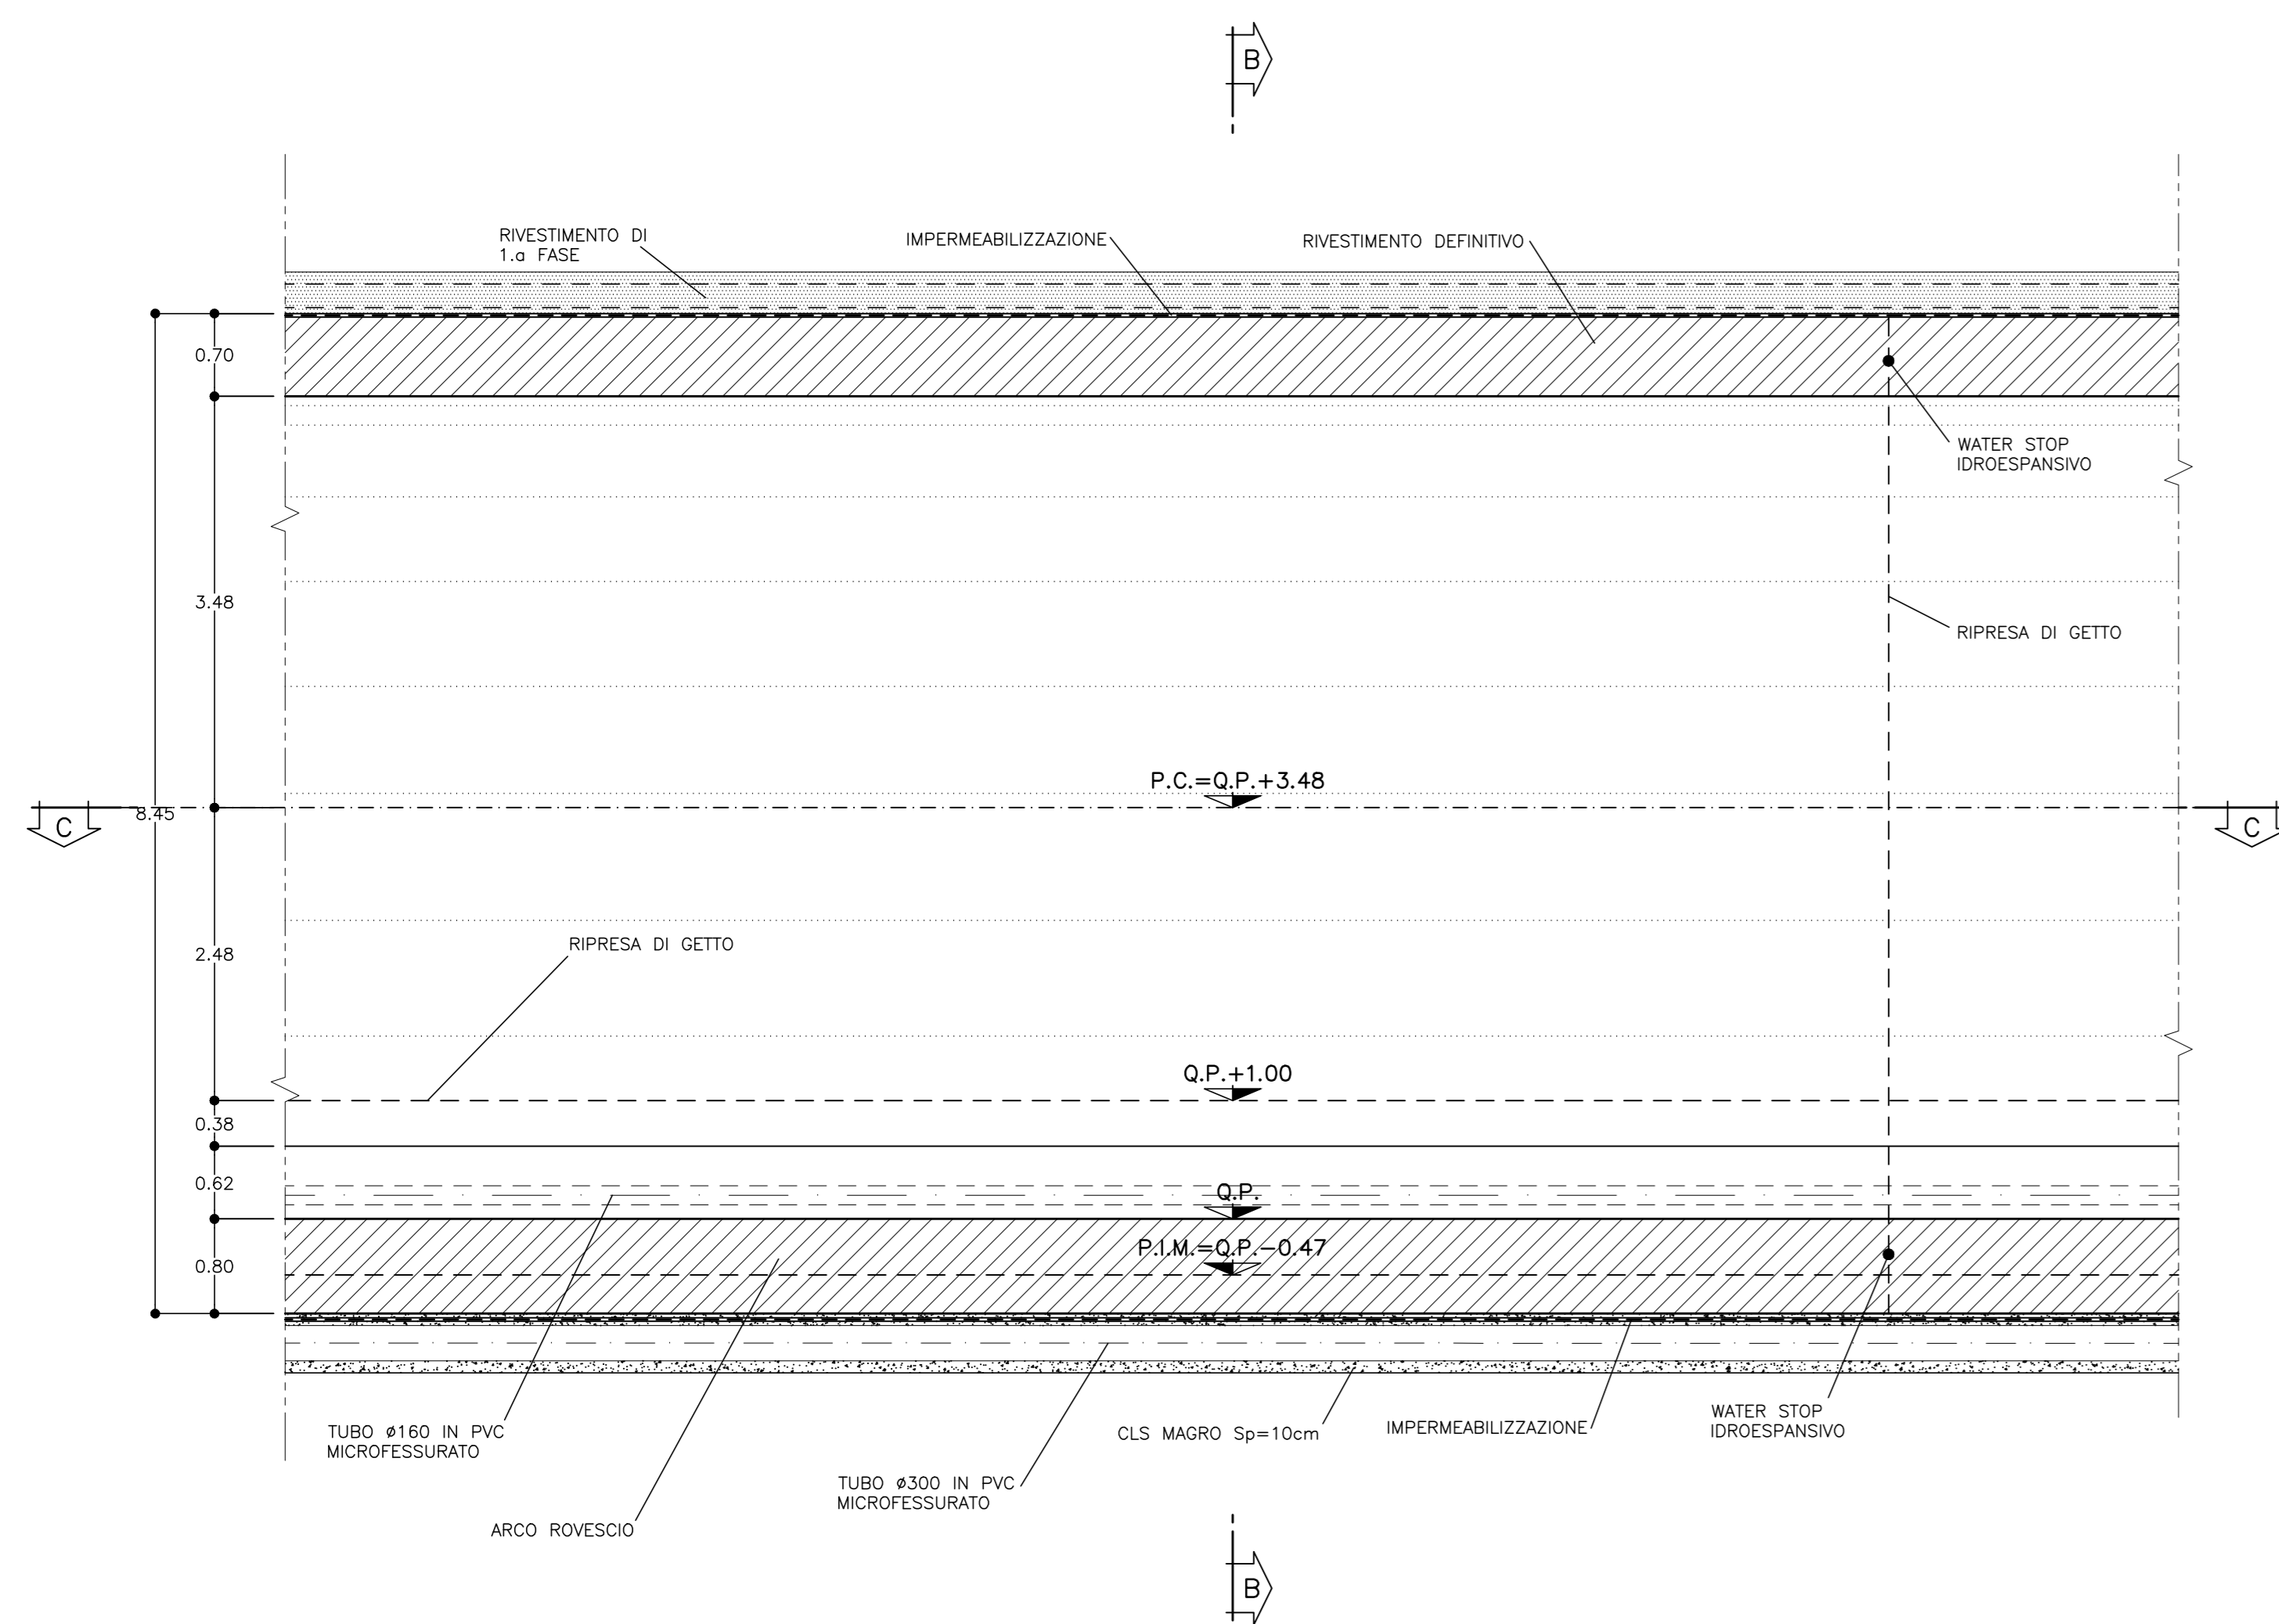 B
RIVESTIMENTO DI
1.a FASE
IMPERMEABILIZZAZIONE
RIVESTIMENTO DEFINITIVO
0.70
WATER STOP
IDROESPANSIVO
3.48
RIPRESA DI GETTO
P.C.=Q.P.+3.48
8.45
C
C
2.48
RIPRESA DI GETTO
Q.P.+1.00
0.38
0.62
Q.P.
P.I.M.=Q.P.-0.47
0.80
TUBO Ø160 IN PVC
MICROFESSURATO
CLS MAGRO Sp=10cm
IMPERMEABILIZZAZIONE
WATER STOP
IDROESPANSIVO
TUBO Ø300 IN PVC
MICROFESSURATO
ARCO ROVESCIO
B